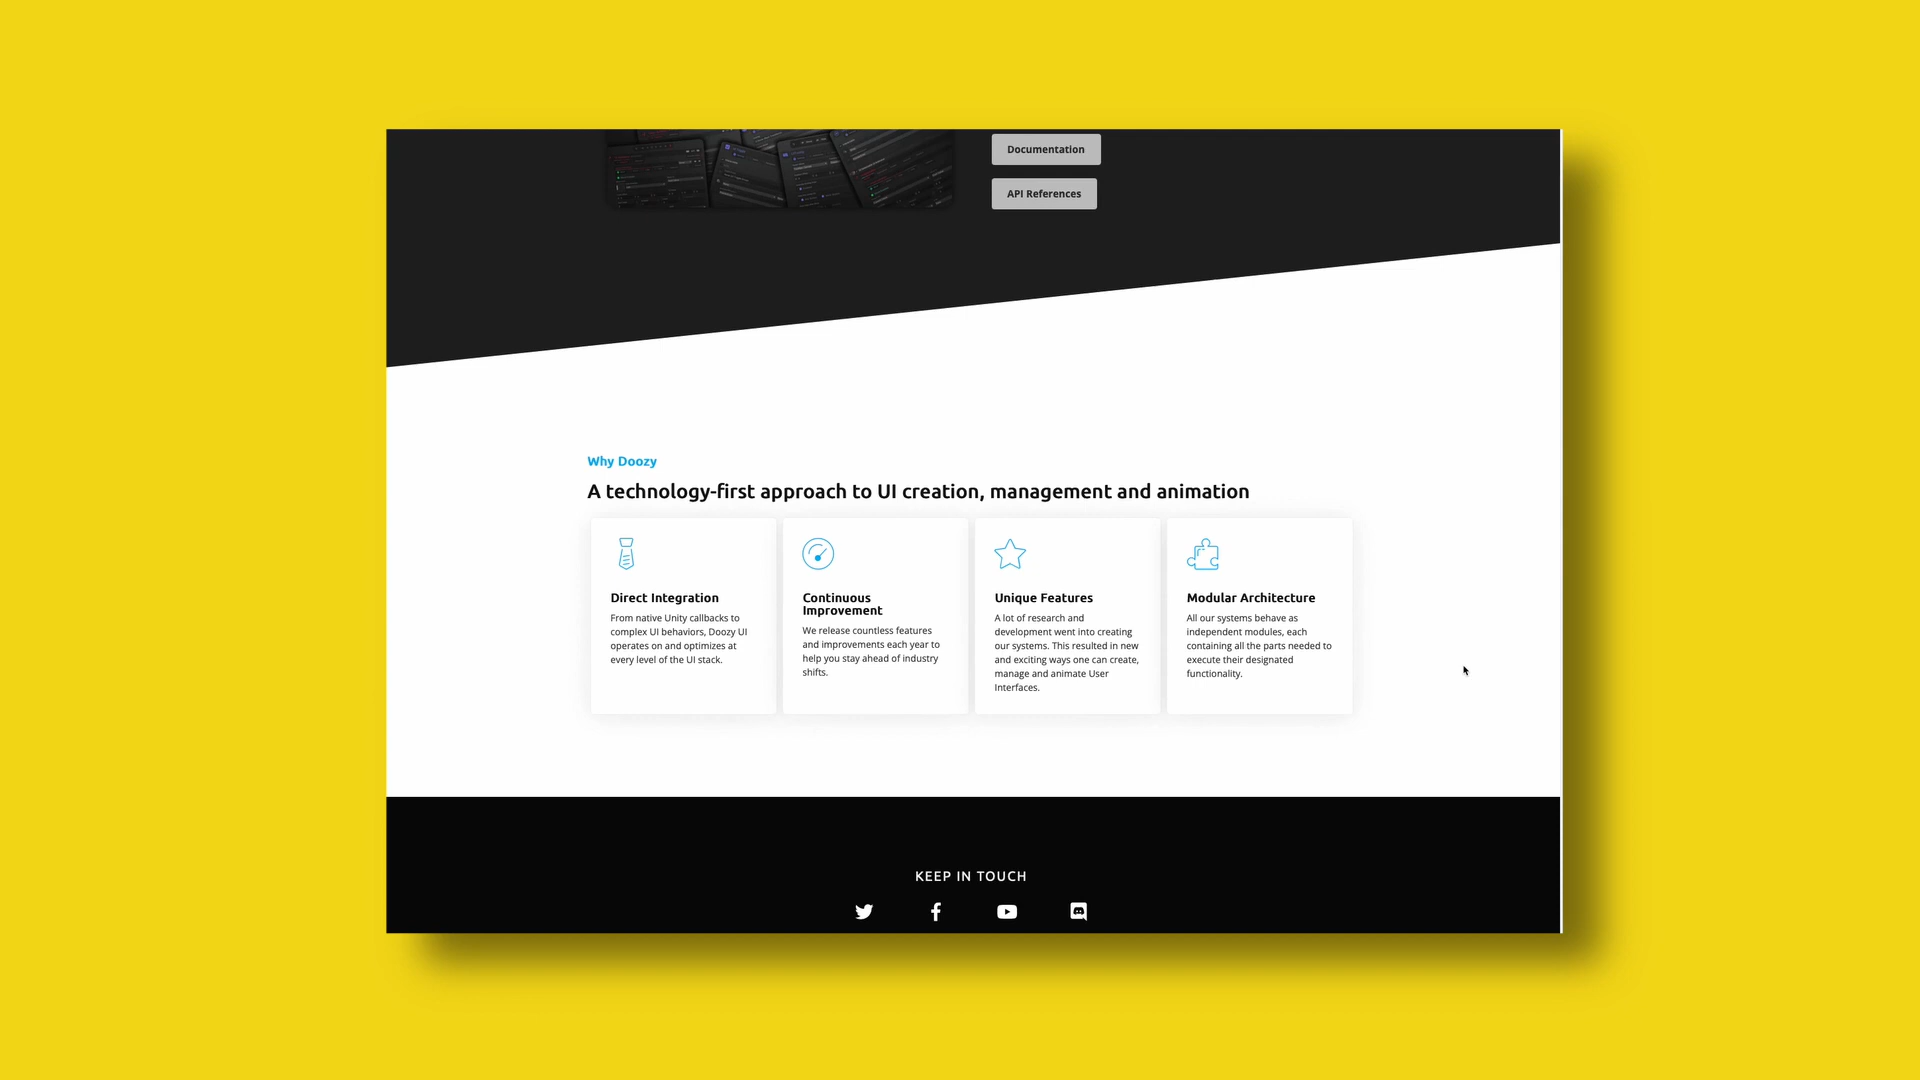 Documentation
API References
Why Doozy
A technology-first approach to UI creation, management and animation
Direct Integration
From native Unity callbacks to
complex UI behaviors, Doozy UI
operates on and optimizes at
every level of the UI stack.
Continuous
Improvement
We release countless features
and improvements each year to
help you stay ahead of industry
shifts.
Unique Features
A lot of research and
development went into creating
our systems. This resulted in new
and exciting ways one can create,
manage and animate User
Interfaces.
Modular Architecture
All our systems behave as
independent modules, each
containing all the parts needed to
execute their designated
functionality.
KEEP IN TOUCH